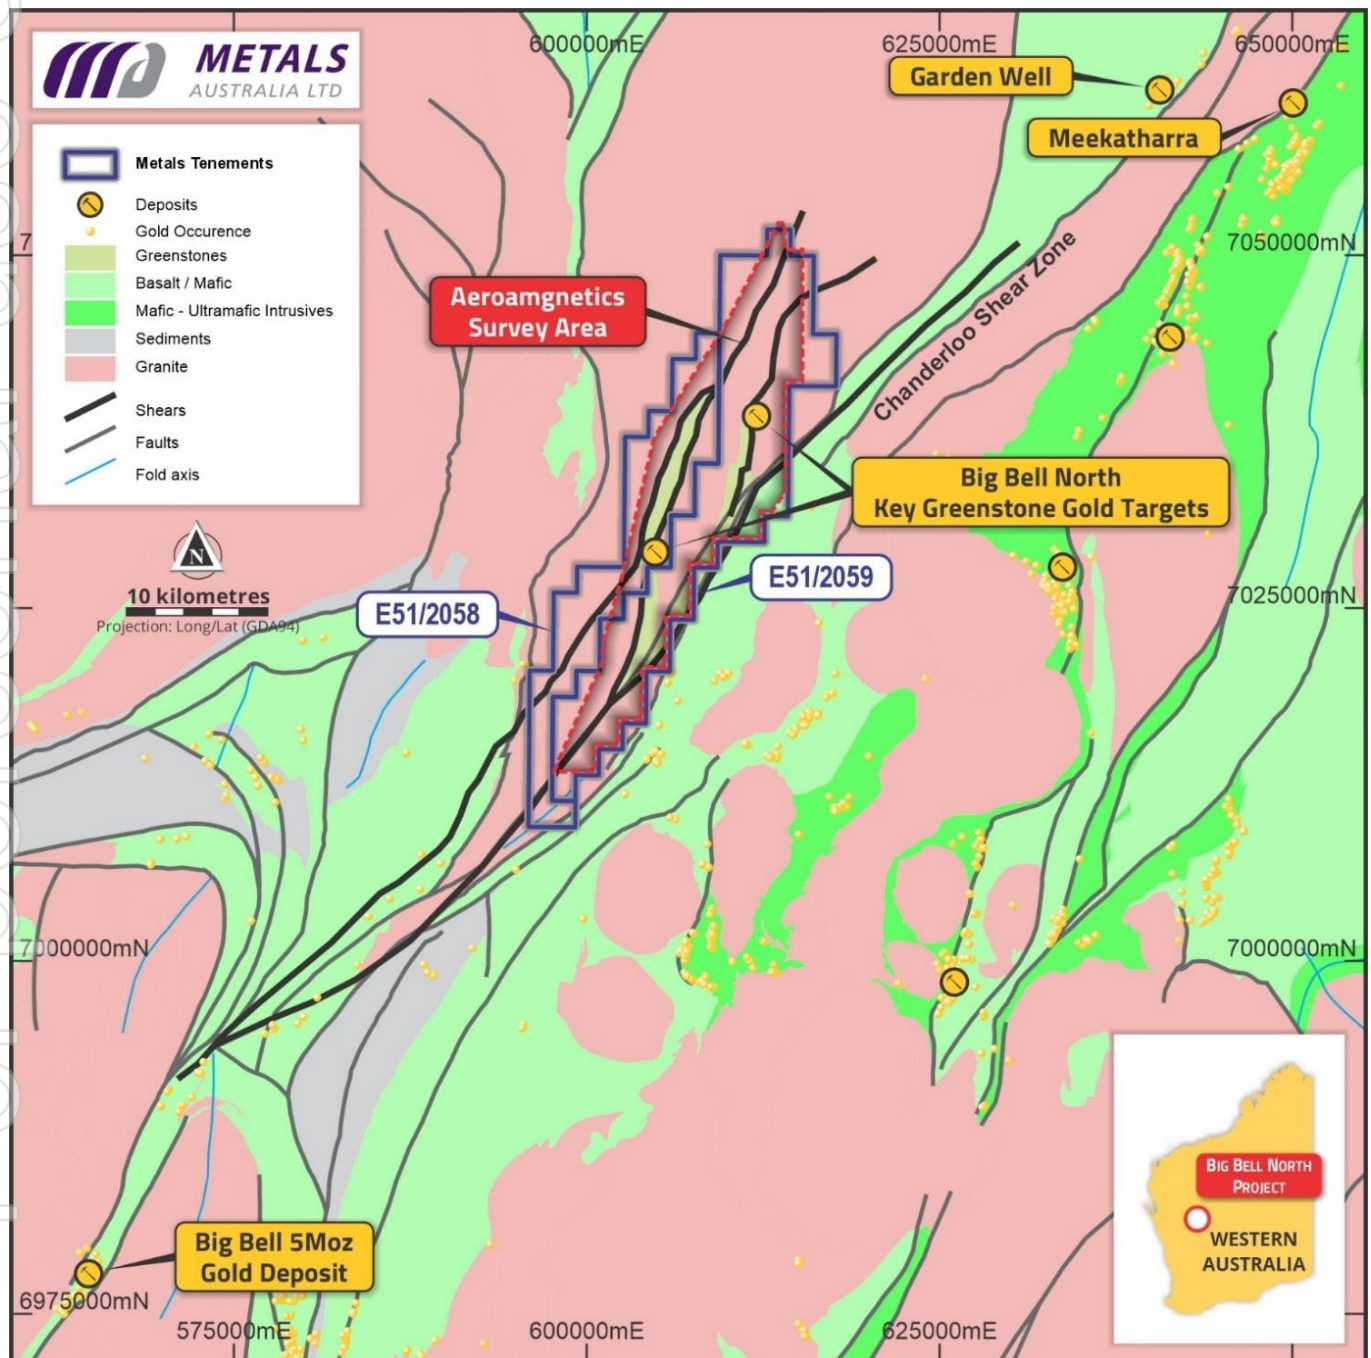 METALS
AUSTRALIA LTD
Metals Tenements
Deposits
Gold Occurence
Greenstones
Basalt / Mafic
Mafic - Ultramafic Intrusives
Sediments
Granite
Shears
Faults
Fold axis
N
10 kilometres
Projection: Long/Lat (GDA94)
600000mE
625000mE
650000mE
Garden Well
Meekatharra
7
7050000mN
Chanderloo Shear Zone
Aeroamgnetics
Survey Area
Big Bell North
Key Greenstone Gold Targets
E51/2058
E51/2059
7025000mN
7000000mN
7000000mN
Big Bell 5Moz
Gold Deposit
6975000mN
575000mE
600000mE
625000mE
BIG BELL NORTH
PROJECT
WESTERN
AUSTRALIA